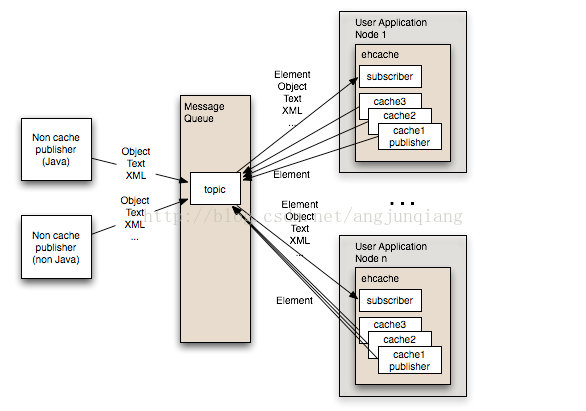 User Application
Node 1
ehcache
subscriber
cache3
cache2
cache1
publisher
Element
Object
Text
XML
...
Message
Queue
Non cache
publisher
(Java)
Object
Text
XML
Element
topic
Object
Text
XML
...
Non cache
publisher
(non Java)
Element
Object
Text
XML
...
...
http://blog.csdn.net/angjunqiang
User Application
Node n
ehcache
subscriber
Element
cache3
cache2
cache1
publisher